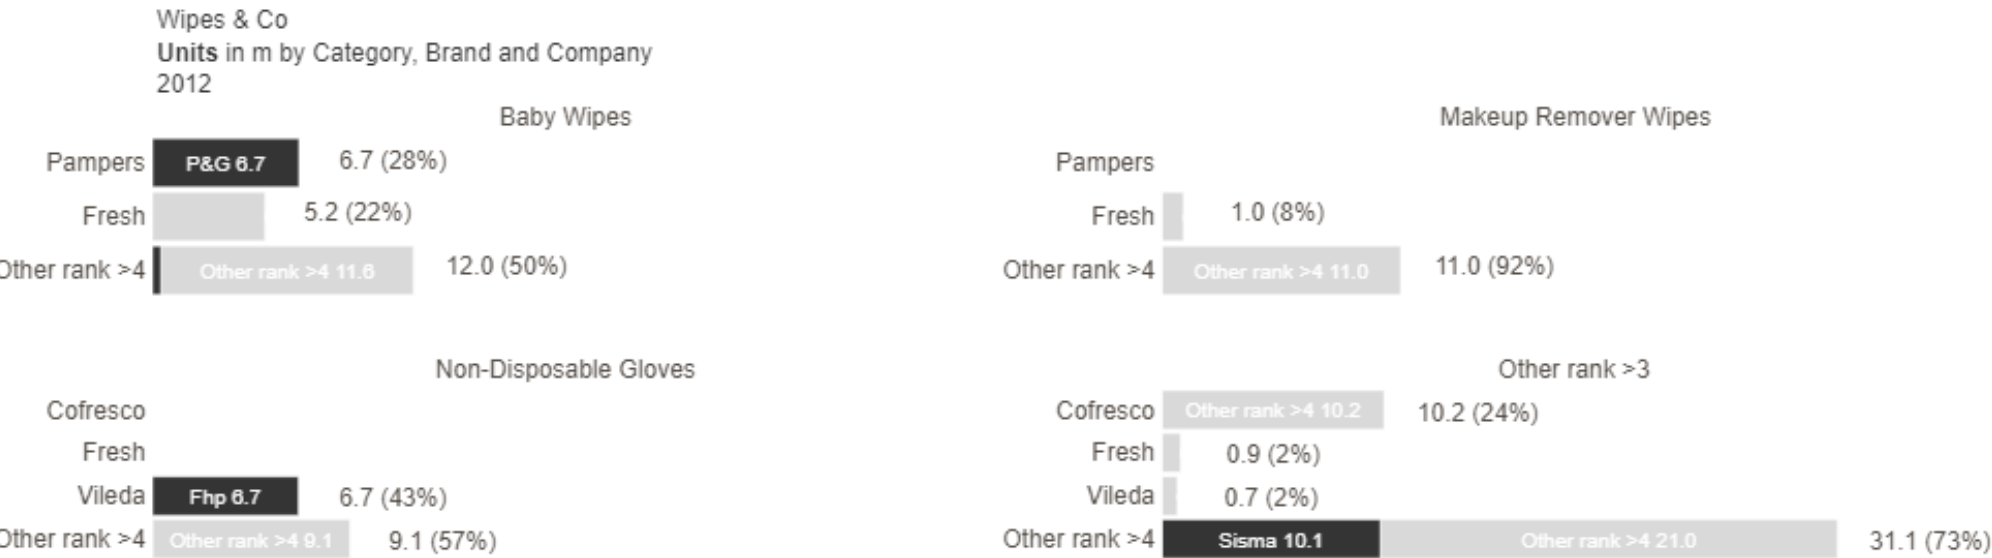 Wipes & Co
Units in m by Category, Brand and Company
2012
Baby Wipes
Pampers P&G 6.7 6.7 (28%)
Fresh 5.2 (22%)
Other rank >4 Other rank >4 11.6 12.0 (50%)
Makeup Remover Wipes
Pampers
Fresh 1.0 (8%)
Other rank >4 Other rank >4 11.0 11.0 (92%)
Non-Disposable Gloves
Cofresco
Fresh
Vileda Fhp 6.7 6.7 (43%)
Other rank >4 Other rank >4 9.1 9.1 (57%)
Other rank >3
Cofresco Other rank >4 10.2 10.2 (24%)
Fresh 0.9 (2%)
Vileda 0.7 (2%)
Other rank >4 Sisma 10.1 Other rank >4 21.0 31.1 (73%)